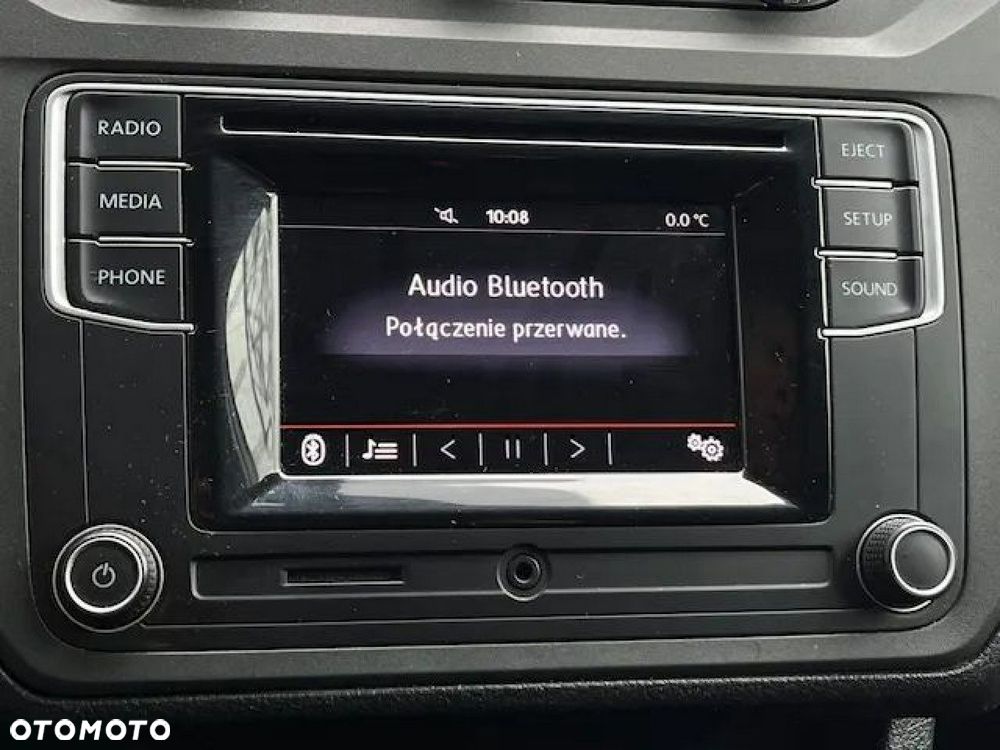 RADIO
MEDIA
PHONE
EJECT
SETUP
SOUND
10:08
0.0 °C
Audio Bluetooth
Połączenie przerwane.
OTOMOTO